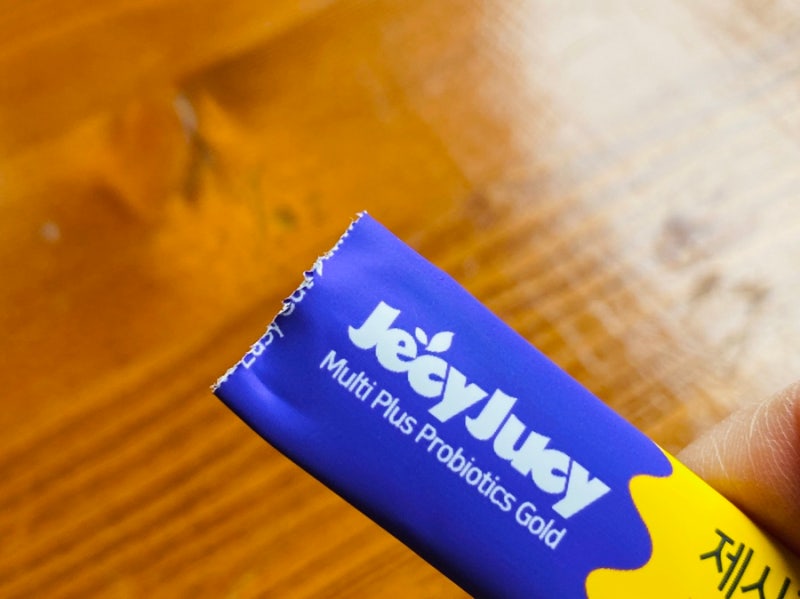 JecyJucy
Multi Plus Probiotics Gold
제시